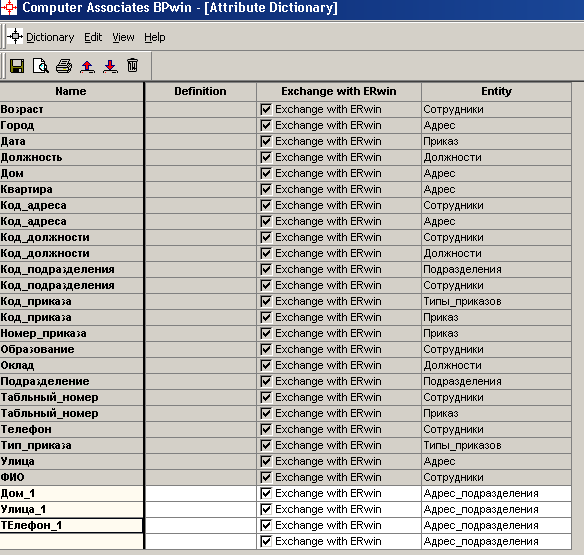 Computer Associates BPwin - [Attribute Dictionary]
Dictionary Edit View Help
Name Definition Exchange with ERwin Entity
Возраст Exchange with ERwin Сотрудники
Город Exchange with ERwin Адрес
Дата Exchange with ERwin Приказ
Должность Exchange with ERwin Должности
Дом Exchange with ERwin Адрес
Квартира Exchange with ERwin Адрес
Код_адреса Exchange with ERwin Сотрудники
Код_адреса Exchange with ERwin Адрес
Код_должности Exchange with ERwin Сотрудники
Код_должности Exchange with ERwin Должности
Код_подразделения Exchange with ERwin Подразделения
Код_подразделения Exchange with ERwin Сотрудники
Код_приказа Exchange with ERwin Типы_приказов
Код_приказа Exchange with ERwin Приказ
Номер_приказа Exchange with ERwin Приказ
Образование Exchange with ERwin Сотрудники
Оклад Exchange with ERwin Должности
Подразделение Exchange with ERwin Подразделения
Табльный_номер Exchange with ERwin Сотрудники
Табльный_номер Exchange with ERwin Приказ
Телефон Exchange with ERwin Сотрудники
Тип_приказа Exchange with ERwin Типы_приказов
Улица Exchange with ERwin Адрес
ФИО Exchange with ERwin Сотрудники
Дом_1 Exchange with ERwin Адрес_подразделения
Улица_1 Exchange with ERwin Адрес_подразделения
ТЕлефон_1 Exchange with ERwin Адрес_подразделения
Exchange with ERwin Адрес_подразделения